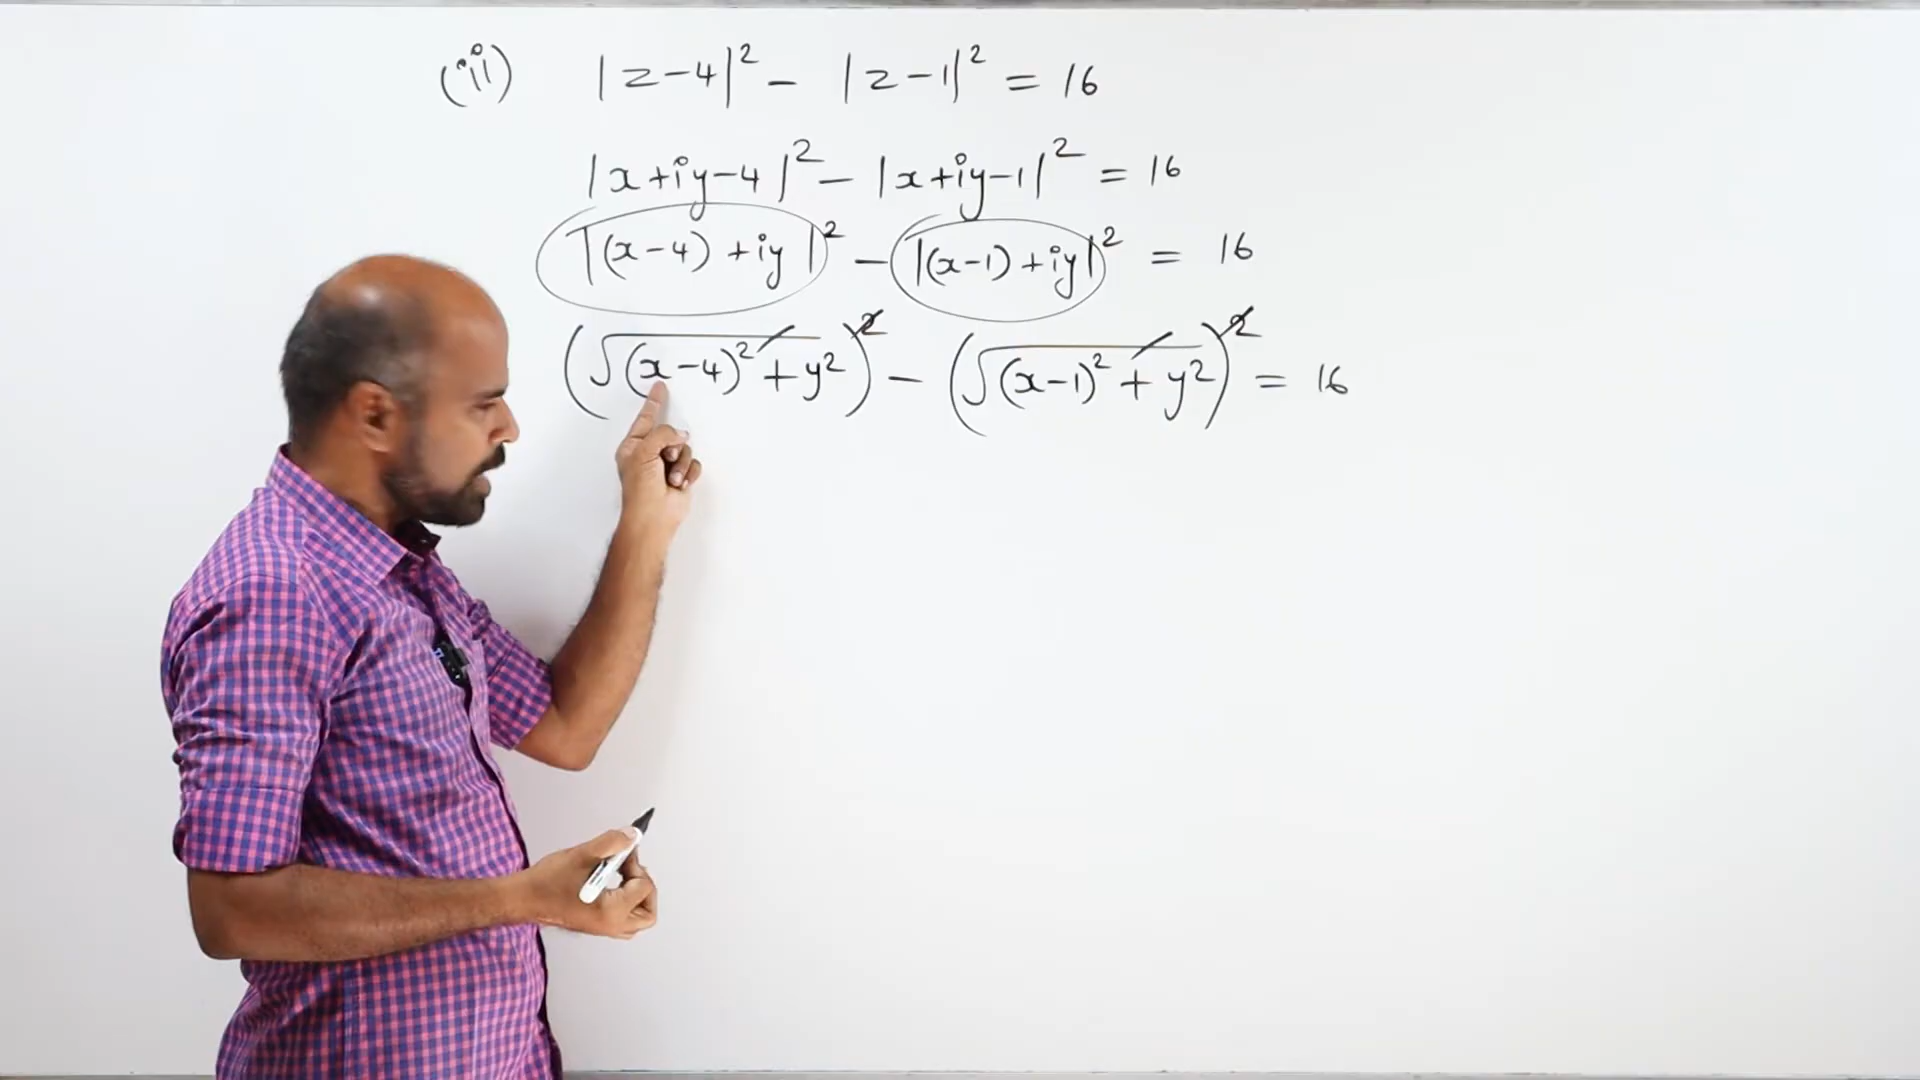 (ii) |z-4|² - |z-1|² = 16
|x+iy-4|² - |x+iy-1|² = 16
|(x-4)+iy|² - |(x-1)+iy|² = 16
(√(x-4)²+y²)² - (√(x-1)²+y²)² = 16